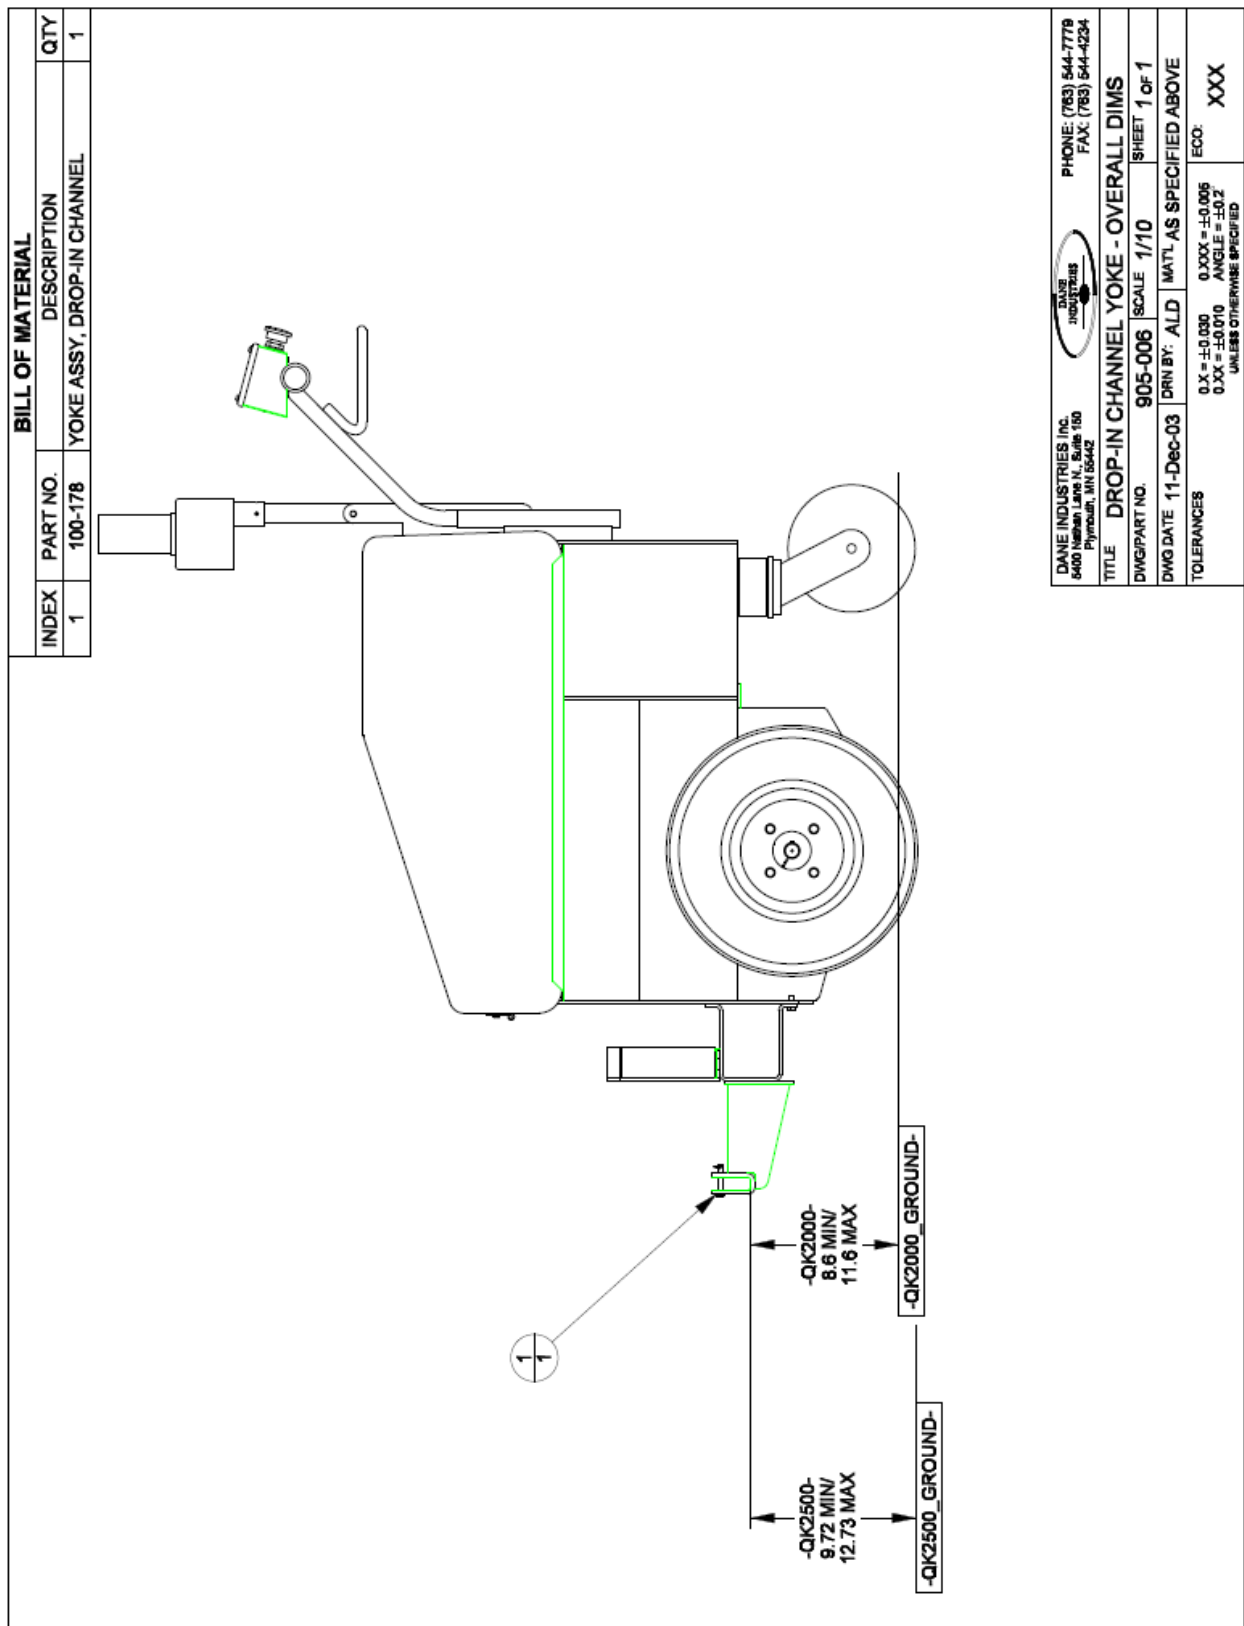 BILL OF MATERIAL
INDEX PART NO. DESCRIPTION QTY
1 100-178 YOKE ASSY, DROP-IN CHANNEL 1
1
1
-QK2500-
9.72 MIN/
12.73 MAX
-QK2500_GROUND-
-QK2000-
8.6 MIN/
11.6 MAX
-QK2000_GROUND-
DANE INDUSTRIES Inc.
5400 Nathan Lane N., Suite 150
Plymouth, MN 55442
DANE
INDUSTRIES
PHONE: (763) 544-7779
FAX: (763) 544-4234
TITLE DROP-IN CHANNEL YOKE - OVERALL DIMS
DWG/PART NO. 905-006 SCALE 1/10 SHEET 1 OF 1
DWG DATE 11-Dec-03 DRN BY: ALD MAT'L AS SPECIFIED ABOVE
TOLERANCES
0.X = ±0.030 0.XXX = ±0.005
0.XX = ±0.010 ANGLE = ±0.2°
UNLESS OTHERWISE SPECIFIED
ECO: XXX